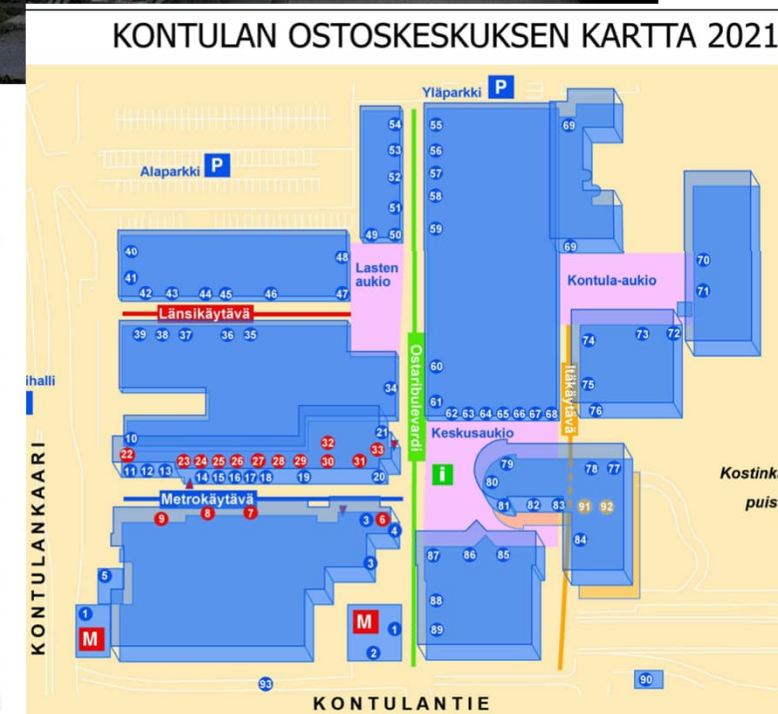 KONTULAN OSTOSKESKUKSEN KARTTA 2021
Yläparkki P
Alaparkki P
54 55 69
53 56
52 57
58
51
49 50 59 69
40 48
41
42 43 44 45 46 47
Lasten
aukio
Kontula-aukio
70
71
Länsikäytävä
39 38 37 36 35
34
Ostaribulevardi
Itäkäytävä
74 73 72
75
76
60
61
62 63 64 65 66 67 68
Keskusaukio
i
ihalli
10 21
22 23 24 25 26 27 28 29 30 31 32 33
11 12 13 14 15 16 17 18 19 20
Metrokäytävä
9 8 7 3 6
4
3
5
1
M
M
1
2
79 78 77
80
81 82 83 91 92
84
87 86 85
88
89
90
93
Kostinka
puis
KONTULANKAARI
KONTULANTIE